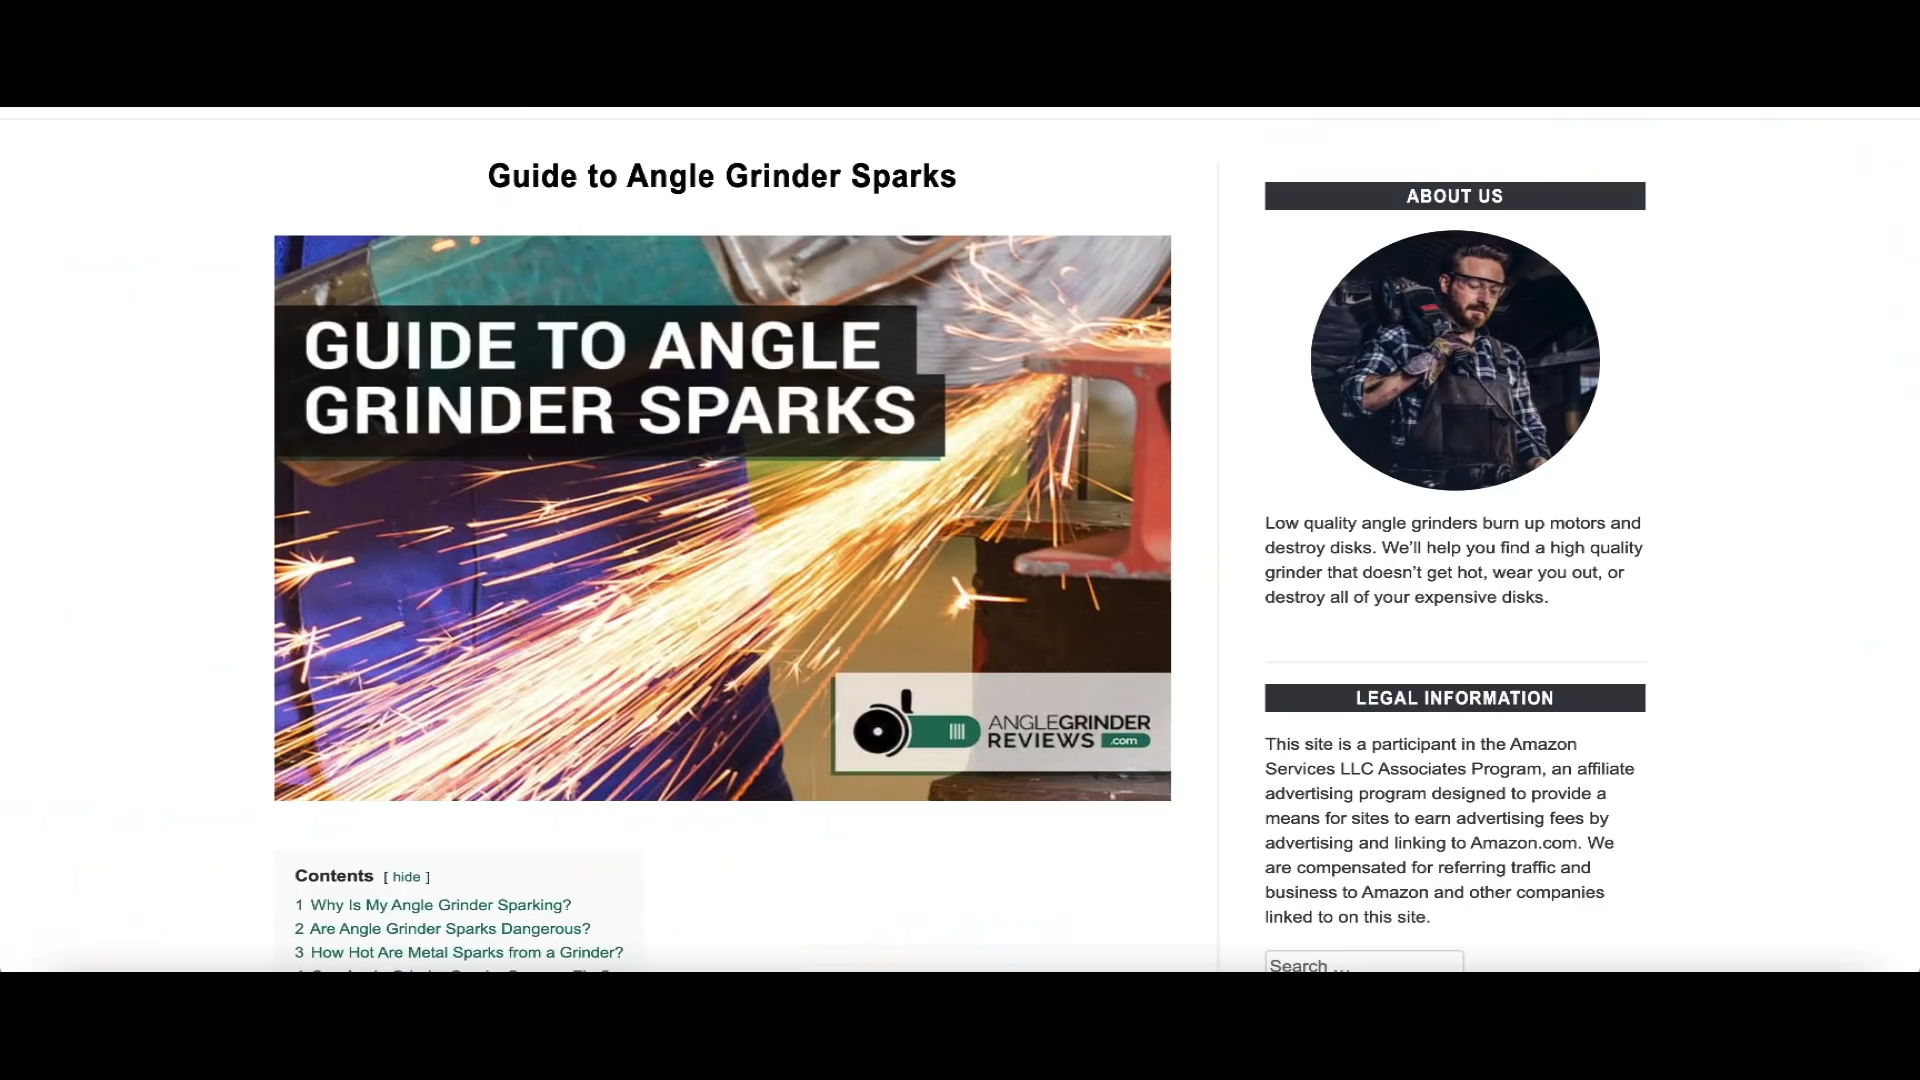 Guide to Angle Grinder Sparks
GUIDE TO ANGLE
GRINDER SPARKS
ANGLEGRINDER
REVIEWS .com
Contents [ hide ]
1 Why Is My Angle Grinder Sparking?
2 Are Angle Grinder Sparks Dangerous?
3 How Hot Are Metal Sparks from a Grinder?
ABOUT US
Low quality angle grinders burn up motors and
destroy disks. We’ll help you find a high quality
grinder that doesn’t get hot, wear you out, or
destroy all of your expensive disks.
LEGAL INFORMATION
This site is a participant in the Amazon
Services LLC Associates Program, an affiliate
advertising program designed to provide a
means for sites to earn advertising fees by
advertising and linking to Amazon.com. We
are compensated for referring traffic and
business to Amazon and other companies
linked to on this site.
Search ...